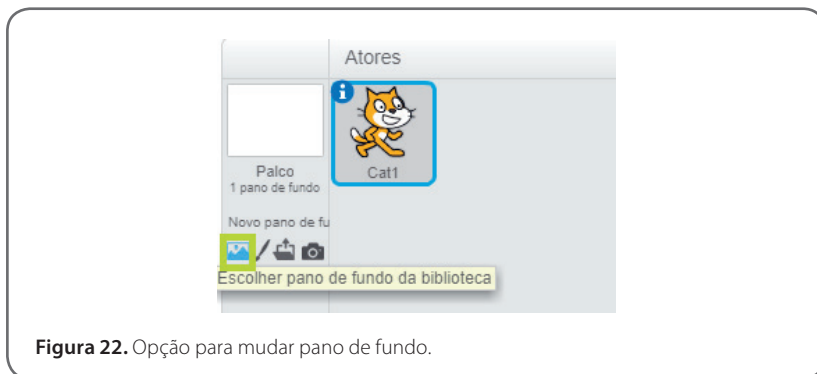 Atores
Palco
1 pano de fundo
Cat1
Novo pano de fu
Escolher pano de fundo da biblioteca
Figura 22. Opção para mudar pano de fundo.